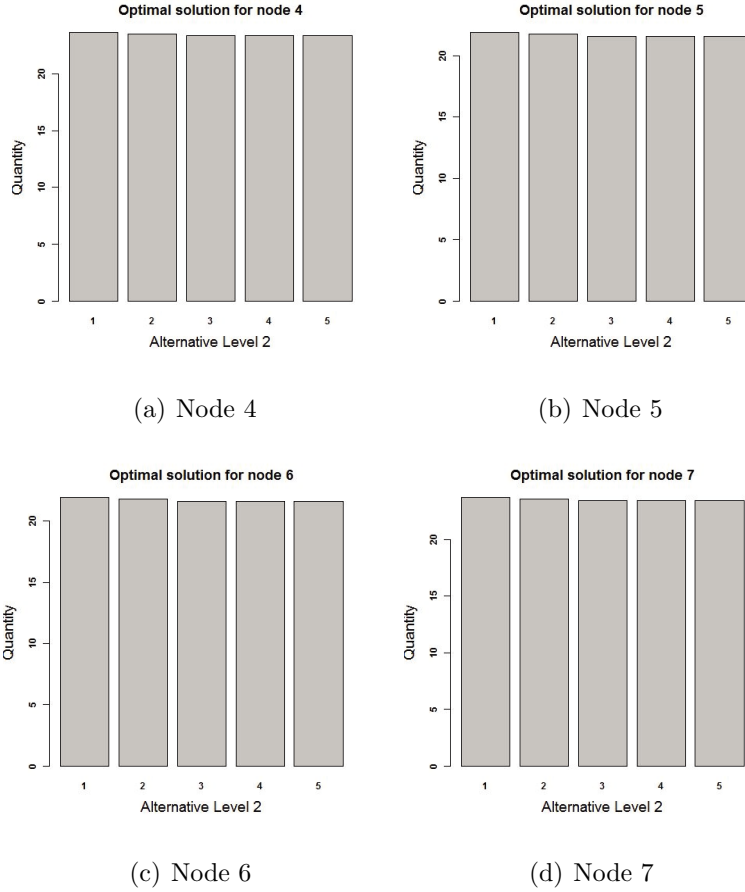 Optimal solution for node 4
Quantity
20
15
10
5
0
1 2 3 4 5
Alternative Level 2
(a) Node 4
Optimal solution for node 5
Quantity
20
15
10
5
0
1 2 3 4 5
Alternative Level 2
(b) Node 5
Optimal solution for node 6
Quantity
20
15
10
5
0
1 2 3 4 5
Alternative Level 2
(c) Node 6
Optimal solution for node 7
Quantity
20
15
10
5
0
1 2 3 4 5
Alternative Level 2
(d) Node 7